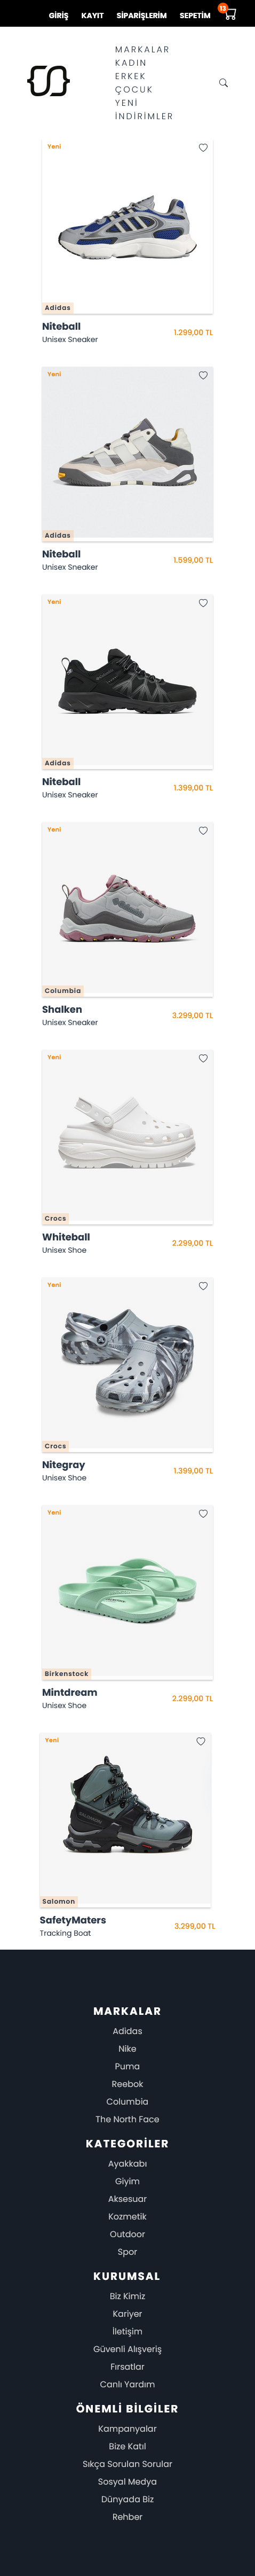 GİRİŞ KAYIT SİPARİŞLERİM SEPETİM 13
MARKALAR
KADIN
ERKEK
ÇOCUK
YENİ
İNDİRİMLER
Yeni
Adidas
Niteball
Unisex Sneaker
1.299,00 TL
Yeni
Adidas
Niteball
Unisex Sneaker
1.599,00 TL
Yeni
Adidas
Niteball
Unisex Sneaker
1.399,00 TL
Yeni
Columbia
Shalken
Unisex Sneaker
3.299,00 TL
Yeni
Crocs
Whiteball
Unisex Shoe
2.299,00 TL
Yeni
Crocs
Nitegray
Unisex Shoe
1.399,00 TL
Yeni
Birkenstock
Mintdream
Unisex Shoe
2.299,00 TL
Yeni
Salomon
SafetyMaters
Tracking Boat
3.299,00 TL
MARKALAR
Adidas
Nike
Puma
Reebok
Columbia
The North Face
KATEGORİLER
Ayakkabı
Giyim
Aksesuar
Kozmetik
Outdoor
Spor
KURUMSAL
Biz Kimiz
Kariyer
İletişim
Güvenli Alışveriş
Fırsatlar
Canlı Yardım
ÖNEMLİ BİLGİLER
Kampanyalar
Bize Katıl
Sıkça Sorulan Sorular
Sosyal Medya
Dünyada Biz
Rehber